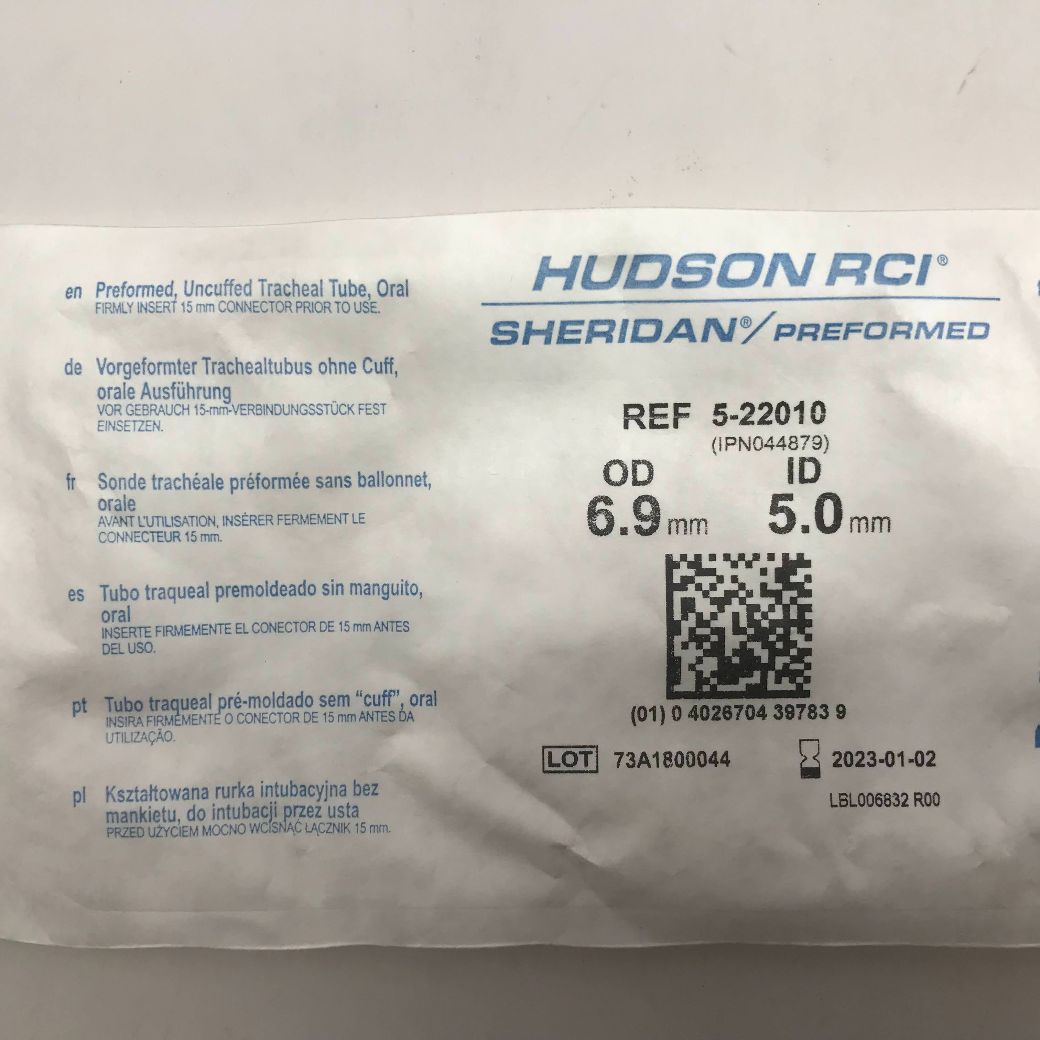 en Preformed, Uncuffed Tracheal Tube, Oral
FIRMLY INSERT 15 mm CONNECTOR PRIOR TO USE.
de Vorgeformter Trachealtubus ohne Cuff,
orale Ausführung
VOR GEBRAUCH 15-mm-VERBINDUNGSSTÜCK FEST
EINSETZEN.
fr Sonde trachéale préformée sans ballonnet,
orale
AVANT L'UTILISATION, INSÉRER FERMEMENT LE
CONNECTEUR 15 mm.
es Tubo traqueal premoldeado sin manguito,
oral
INSERTE FIRMEMENTE EL CONECTOR DE 15 mm ANTES
DEL USO.
pt Tubo traqueal pré-moldado sem “cuff”, oral
INSIRA FIRMEMENTE O CONECTOR DE 15 mm ANTES DA
UTILIZAÇÃO.
pl Kształtowana rurka intubacyjna bez
mankietu, do intubacji przez usta
PRZED UŻYCIEM MOCNO WCISNĄĆ ŁĄCZNIK 15 mm.
HUDSON RCI®
SHERIDAN®/PREFORMED
REF 5-22010
(IPN044879)
OD ID
6.9 mm 5.0 mm
(01) 0 4026704 39783 9
LOT 73A1800044 2023-01-02
LBL006832 R00